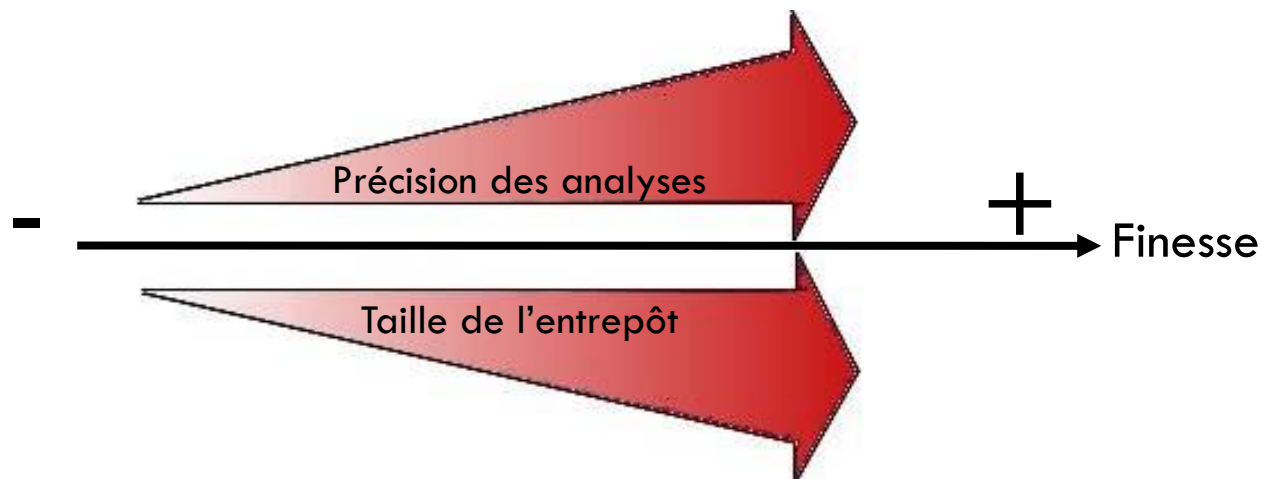 Précision des analyses
-
+
Finesse
Taille de l’entrepôt